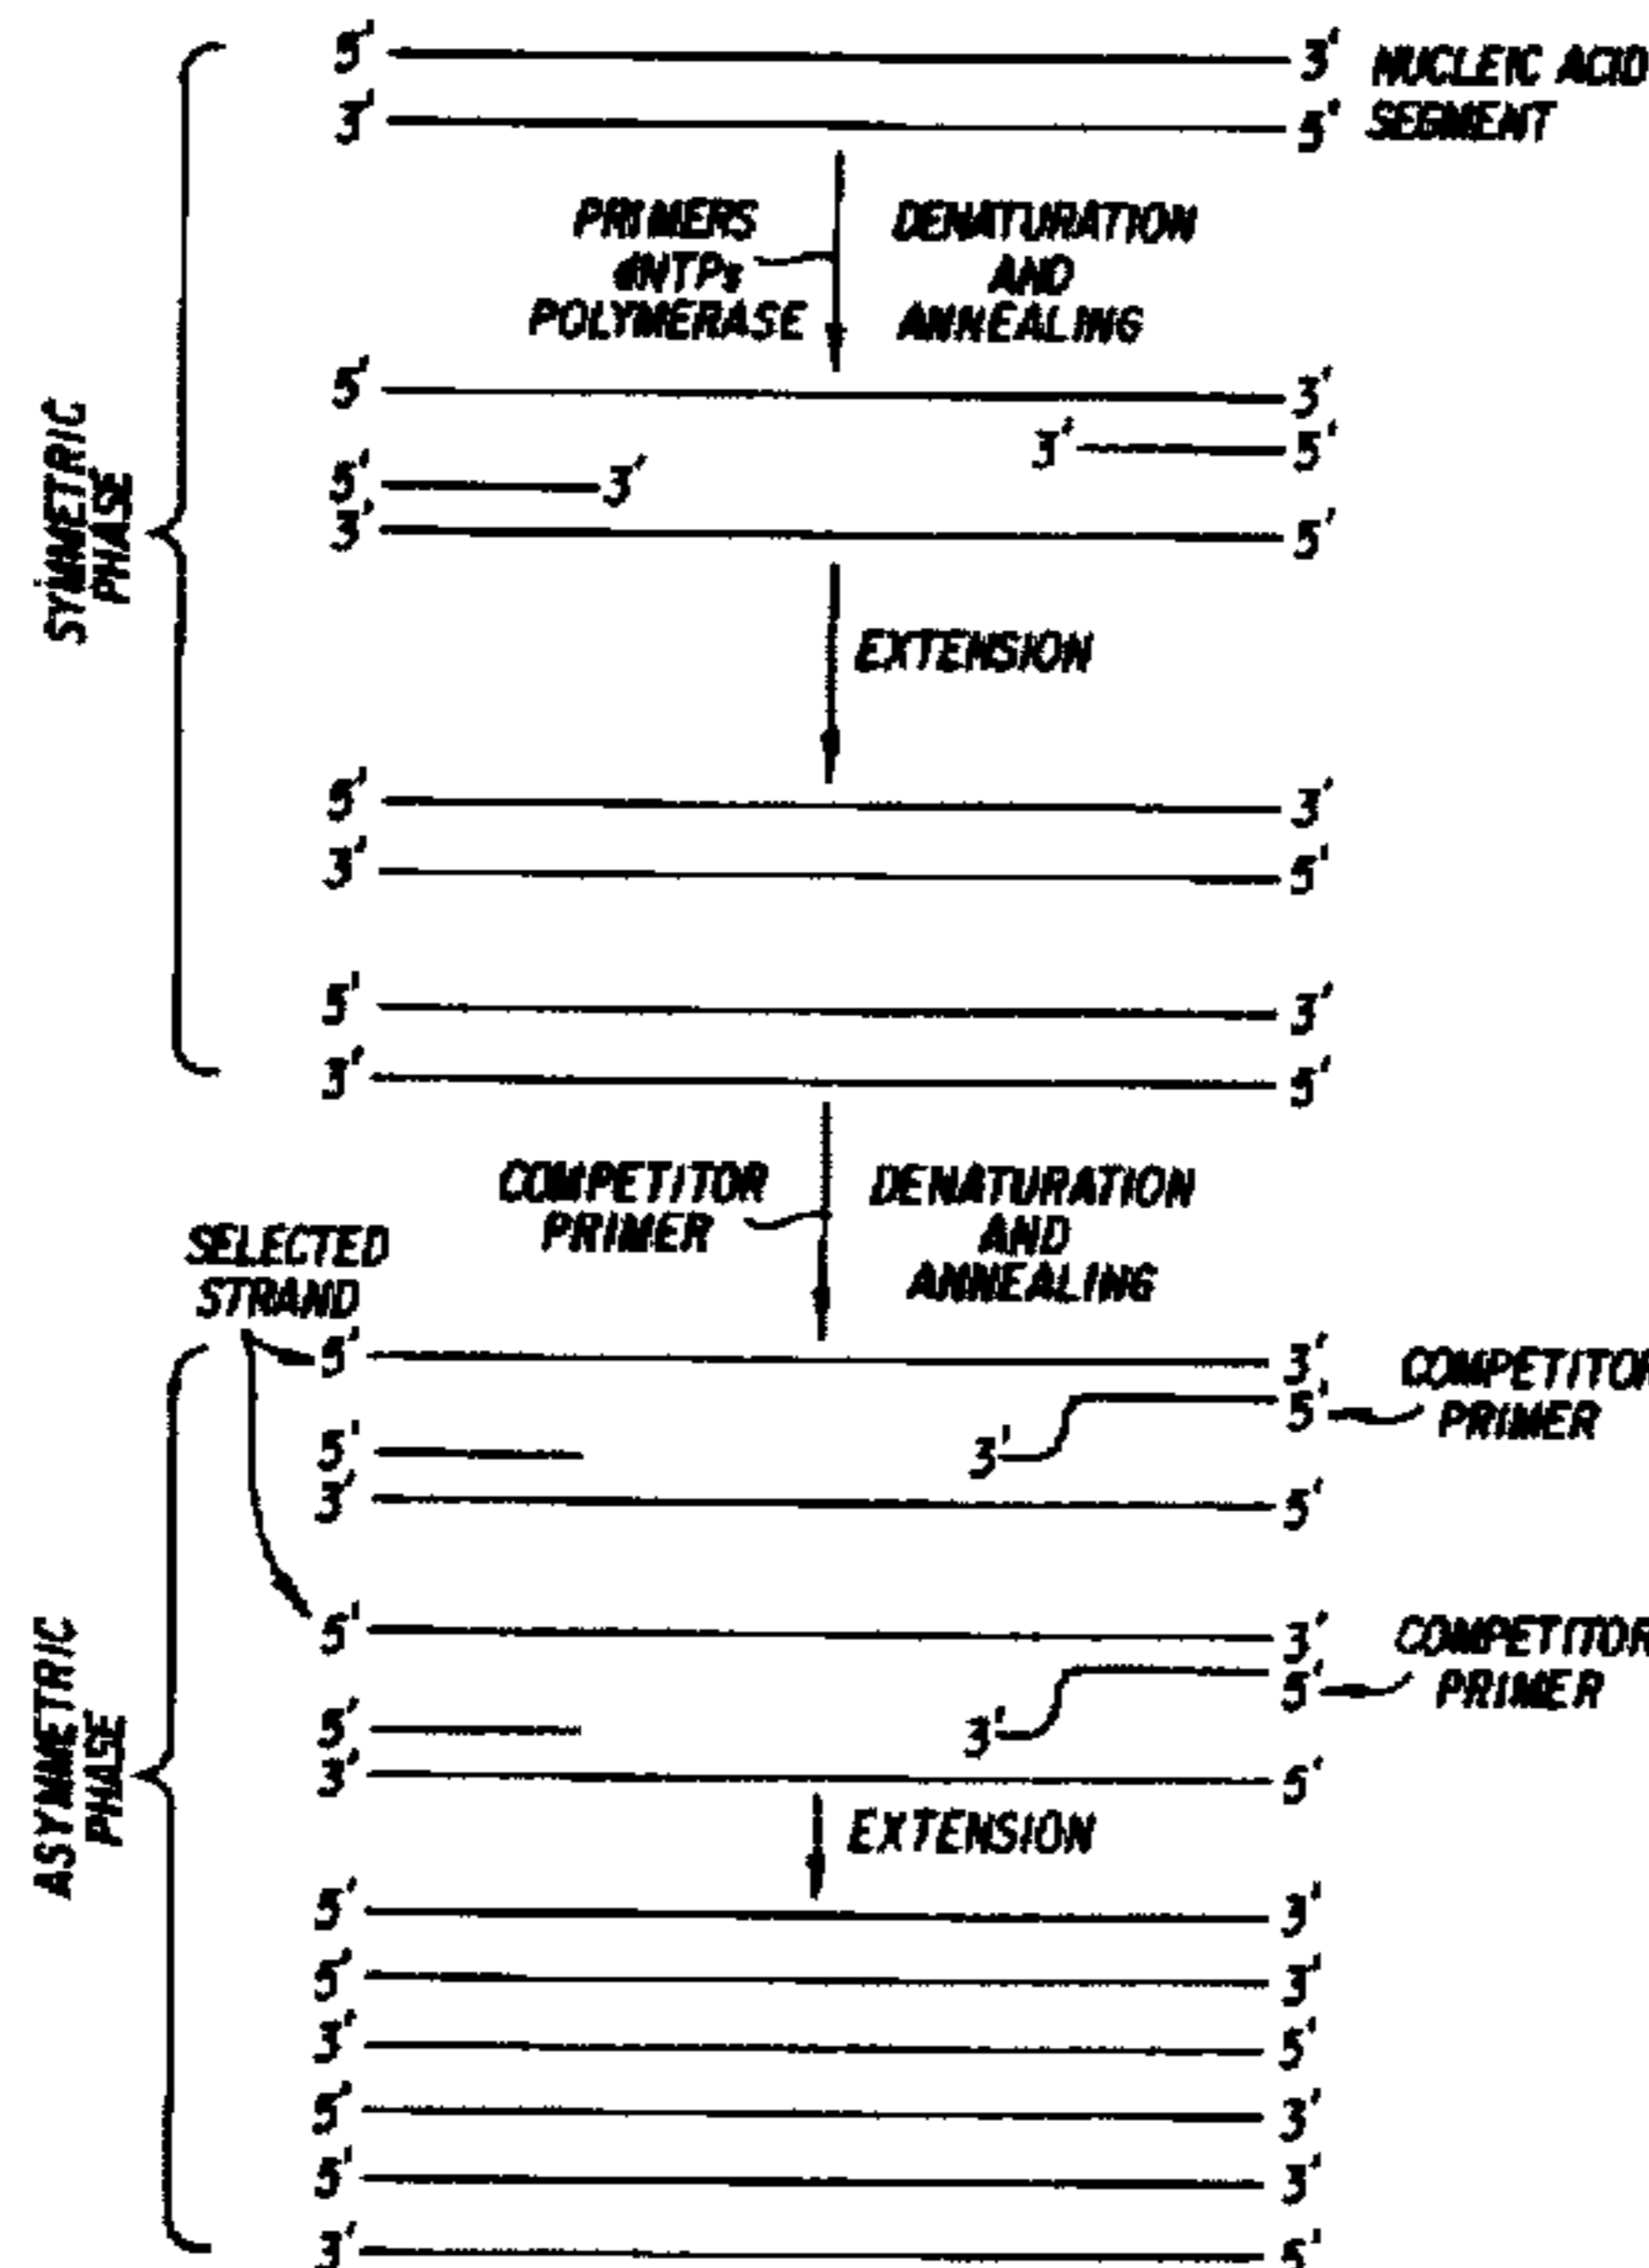 5' 3' NUCLEIC ACID
3' 5' SEGMENT
PRIMERS DENATURATION
dNTPs AND
POLYMERASE ANNEALING
5' 3'
3' 5'
5' 3'
3' 5'
SYMMETRIC
PHASE
EXTENSION
5' 3'
3' 5'
5' 3'
3' 5'
COMPETITOR DENATURATION
PRIMER AND
ANNEALING
SELECTED
STRAND
5' 3' COMPETITOR
5' PRIMER
5' 3'
3' 5'
5' 3' COMPETITOR
5' PRIMER
5' 3'
3' 5'
ASYMMETRIC
PHASE
EXTENSION
5' 3'
5' 3'
3' 5'
5' 3'
5' 3'
3' 5'